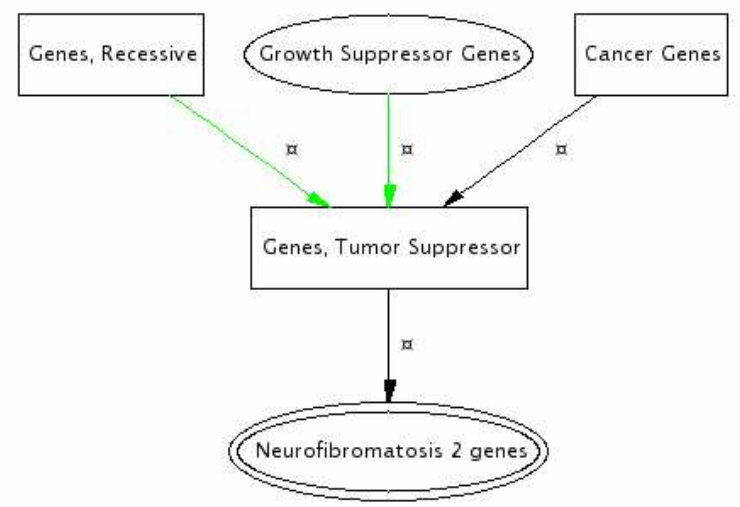 Genes, Recessive
Growth Suppressor Genes
Cancer Genes
¤
¤
¤
Genes, Tumor Suppressor
¤
Neurofibromatosis 2 genes